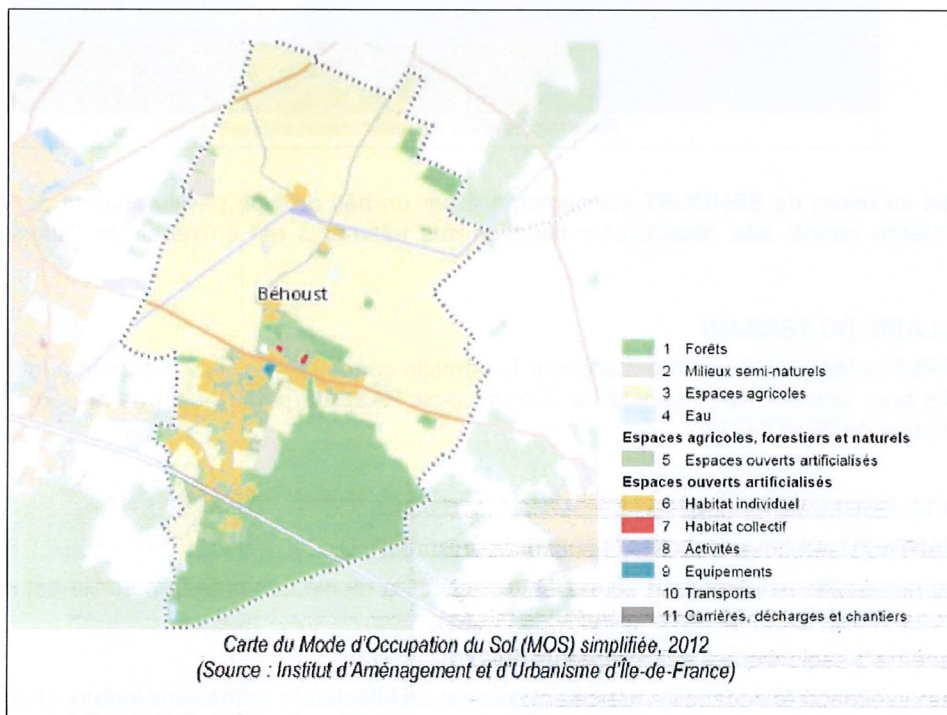 Béhoust
1 Forêts
2 Milieux semi-naturels
3 Espaces agricoles
4 Eau
Espaces agricoles, forestiers et naturels
5 Espaces ouverts artificialisés
Espaces ouverts artificialisés
6 Habitat individuel
7 Habitat collectif
8 Activités
9 Equipements
10 Transports
11 Carrières, décharges et chantiers
Carte du Mode d'Occupation du Sol (MOS) simplifiée, 2012
(Source : Institut d'Aménagement et d'Urbanisme d'Île-de-France)